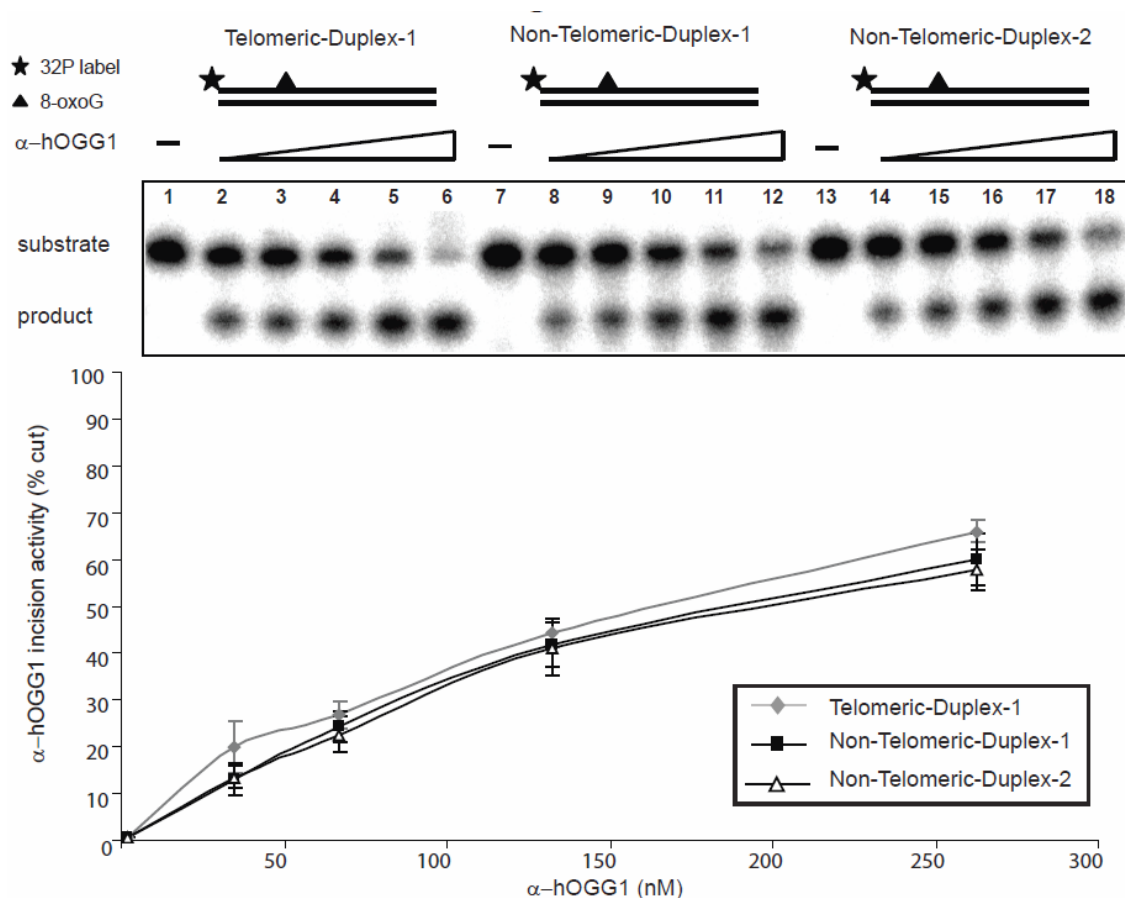 Telomeric-Duplex-1 Non-Telomeric-Duplex-1 Non-Telomeric-Duplex-2
32P label
8-oxoG
α–hOGG1 – – –
1 2 3 4 5 6 7 8 9 10 11 12 13 14 15 16 17 18
substrate
product
100
90
80
70
60
50
40
30
20
10
0
α–hOGG1 incision activity (% cut)
Telomeric-Duplex-1
Non-Telomeric-Duplex-1
Non-Telomeric-Duplex-2
50 100 150 200 250 300
α–hOGG1 (nM)